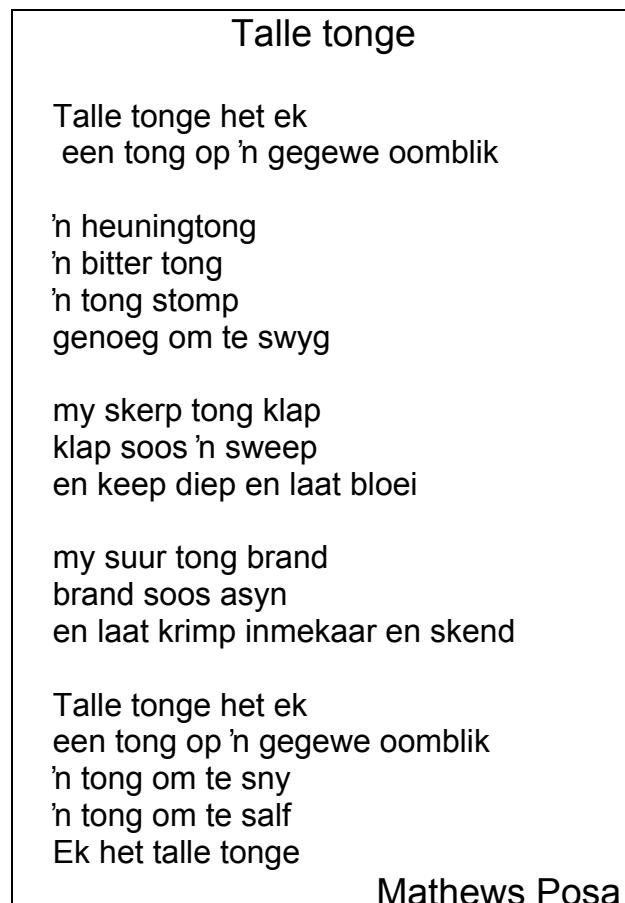 Talle tonge
Talle tonge het ek
een tong op ’n gegewe oomblik
’n heuningtong
’n bitter tong
’n tong stomp
genoeg om te swyg
my skerp tong klap
klap soos ’n sweep
en keep diep en laat bloei
my suur tong brand
brand soos asyn
en laat krimp inmekaar en skend
Talle tonge het ek
een tong op ’n gegewe oomblik
’n tong om te sny
’n tong om te salf
Ek het talle tonge
Mathews Posa